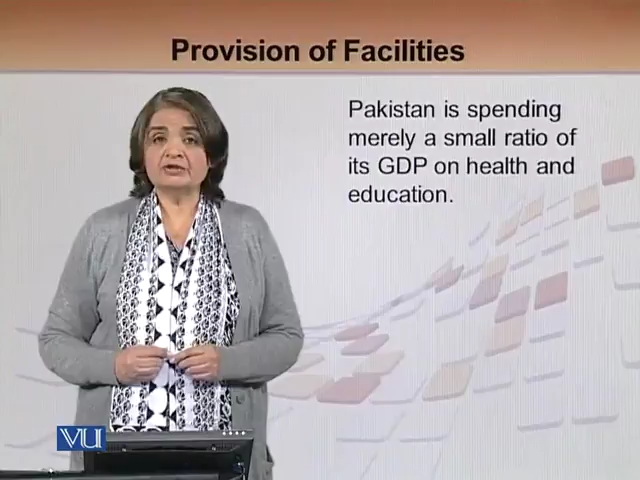 Provision of Facilities
Pakistan is spending
merely a small ratio of
its GDP on health and
education.
VU